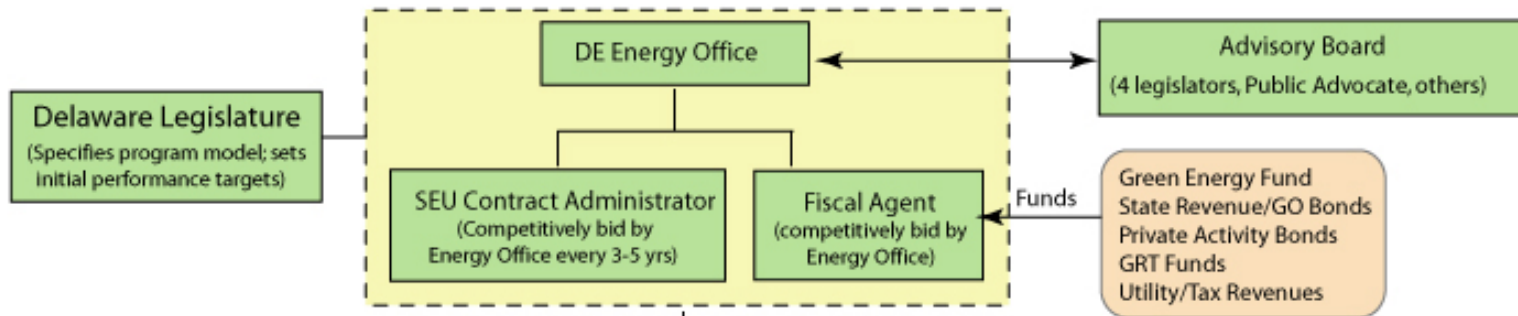 DE Energy Office
Advisory Board
(4 legislators, Public Advocate, others)
Delaware Legislature
(Specifies program model; sets
initial performance targets)
SEU Contract Administrator
(Competitively bid by
Energy Office every 3-5 yrs)
Fiscal Agent
(competitively bid by
Energy Office)
Funds
Green Energy Fund
State Revenue/GO Bonds
Private Activity Bonds
GRT Funds
Utility/Tax Revenues